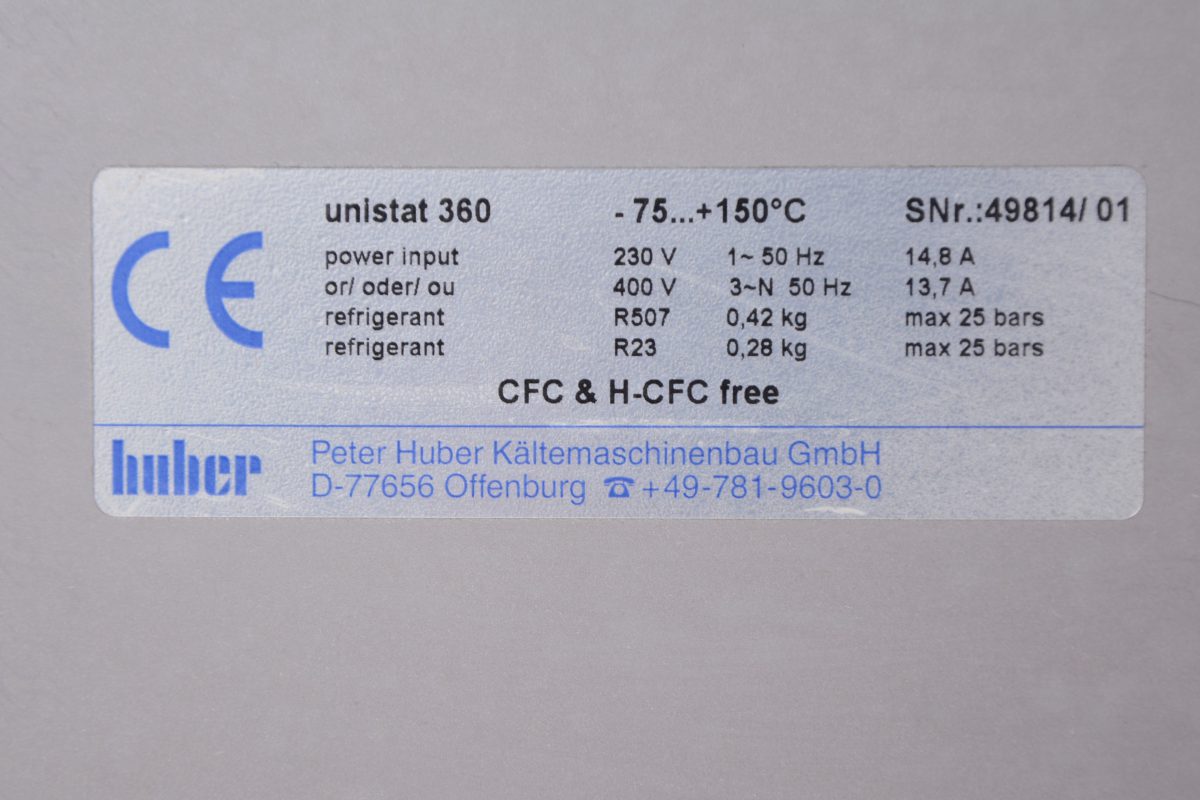 CE
unistat 360 - 75...+150°C SNr.:49814/ 01
power input 230 V 1~ 50 Hz 14,8 A
or/ oder/ ou 400 V 3~N 50 Hz 13,7 A
refrigerant R507 0,42 kg max 25 bars
refrigerant R23 0,28 kg max 25 bars
CFC & H-CFC free
huber
Peter Huber Kältemaschinenbau GmbH
D-77656 Offenburg ☎ +49-781-9603-0